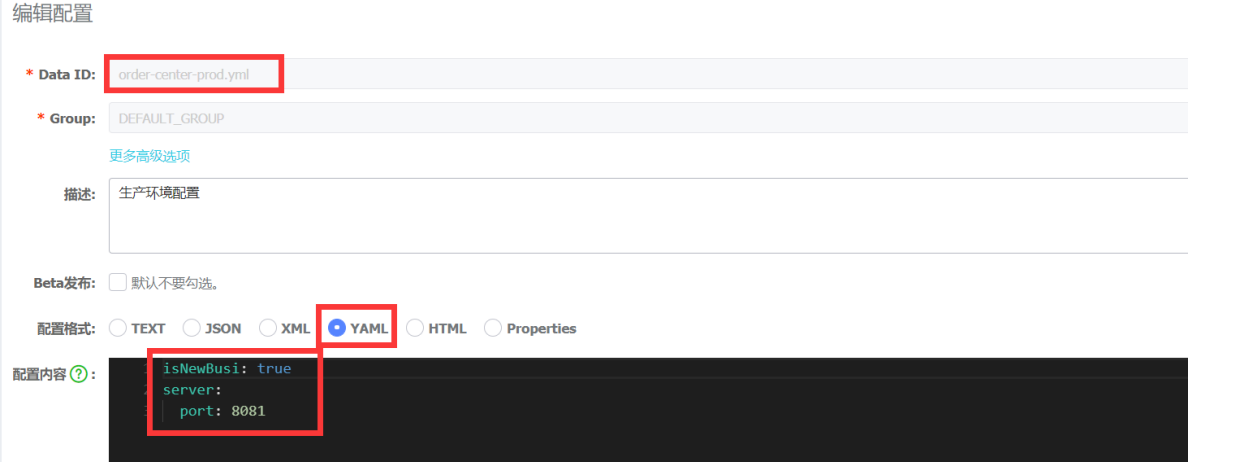 编辑配置
* Data ID: order-center-prod.yml
* Group: DEFAULT_GROUP
更多高级选项
描述: 生产环境配置
Beta发布: 默认不要勾选。
配置格式: TEXT JSON XML YAML HTML Properties
配置内容 ? :
1 isNewBusi: true
2 server:
3 port: 8081